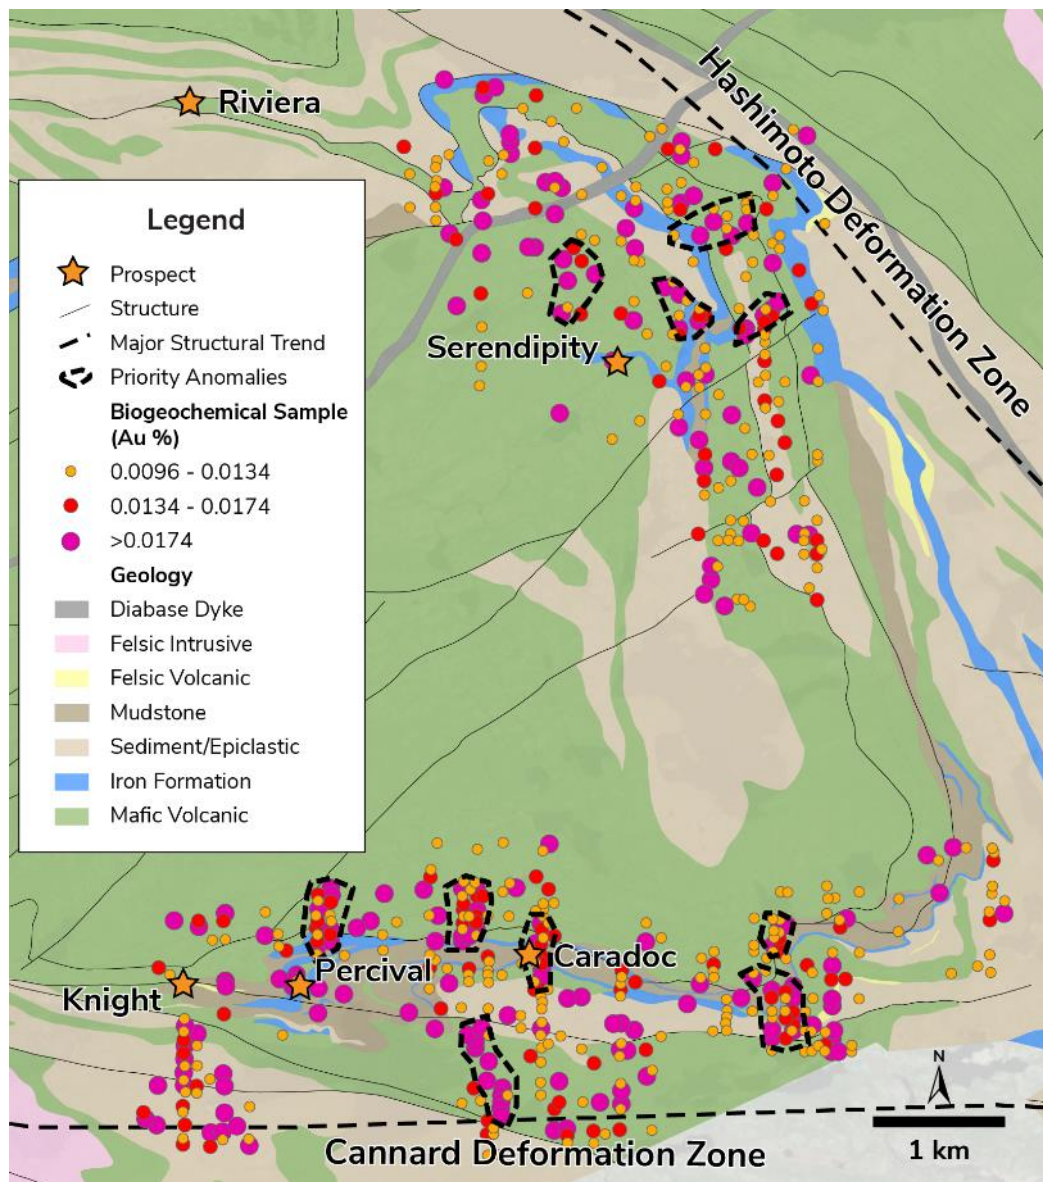 Riviera
Hashimoto Deformation Zone
Legend
Prospect
Structure
Major Structural Trend
Priority Anomalies
Biogeochemical Sample
(Au %)
0.0096 - 0.0134
0.0134 - 0.0174
>0.0174
Geology
Diabase Dyke
Felsic Intrusive
Felsic Volcanic
Mudstone
Sediment/Epiclastic
Iron Formation
Mafic Volcanic
Serendipity
Caradoc
Percival
Knight
N
1 km
Cannard Deformation Zone